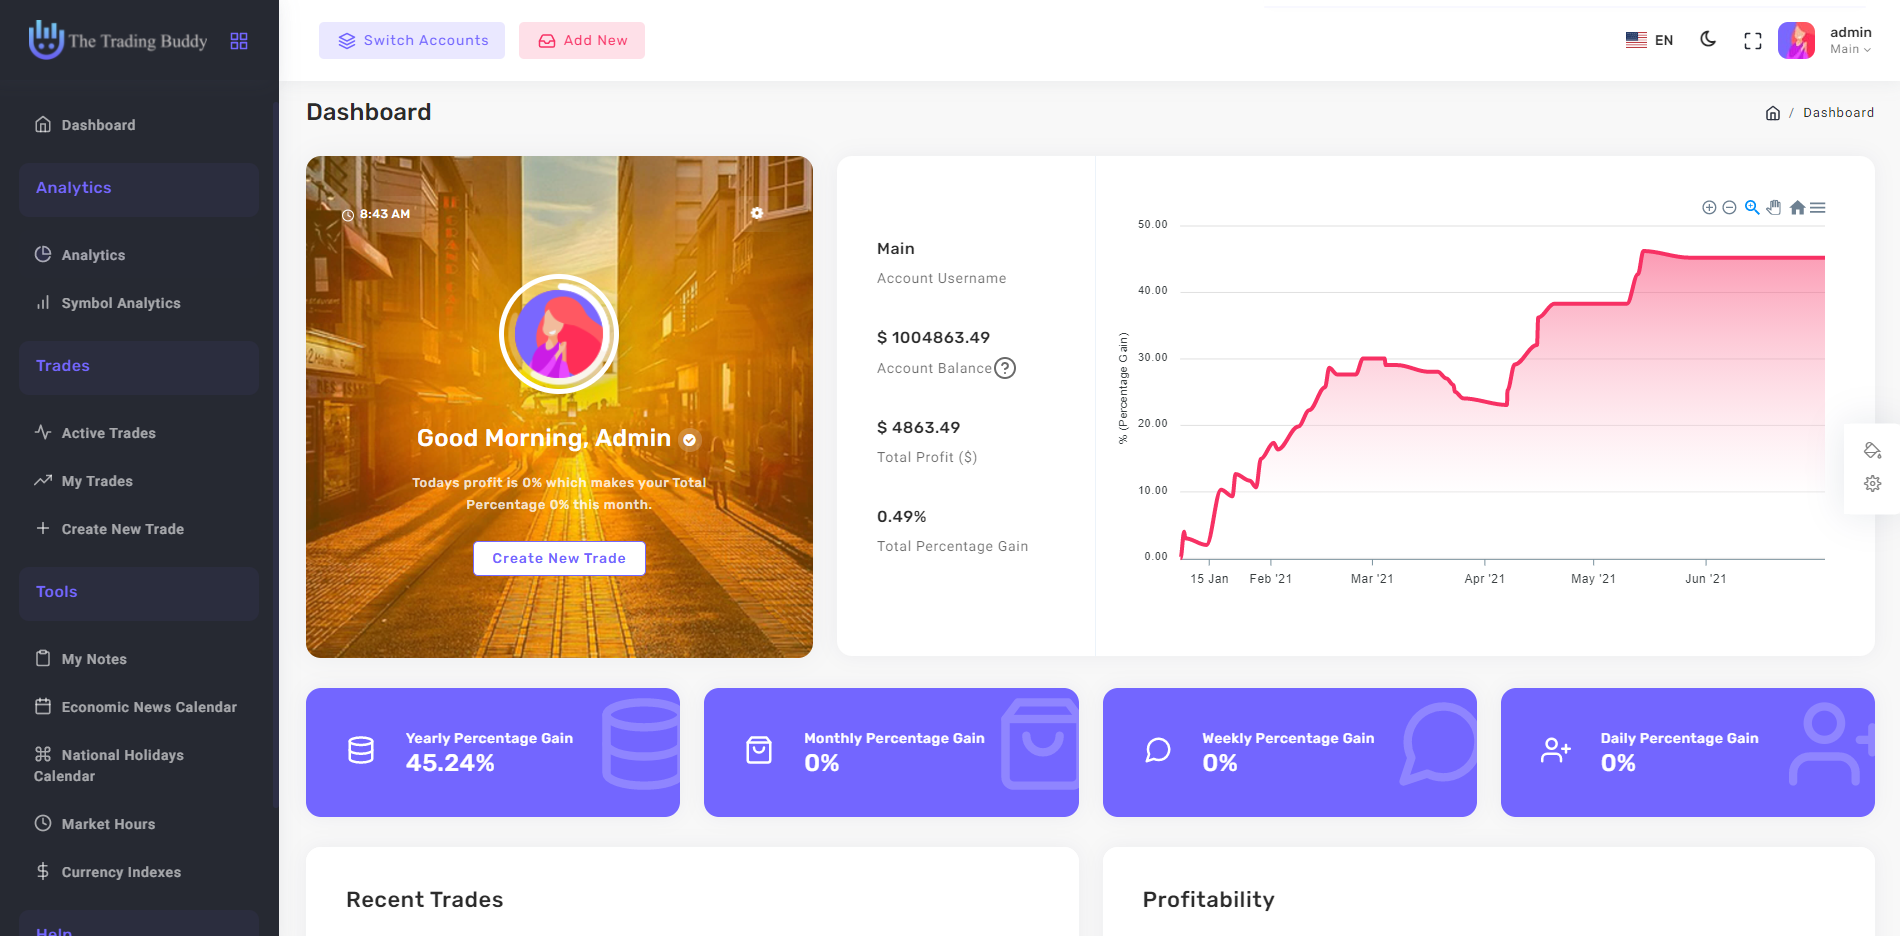 The Trading Buddy
Switch Accounts
Add New
EN
admin
Main
Dashboard
Analytics
Analytics
Symbol Analytics
Trades
Active Trades
My Trades
Create New Trade
Tools
My Notes
Economic News Calendar
National Holidays
Calendar
Market Hours
Currency Indexes
Help
Dashboard
/ Dashboard
8:43 AM
Good Morning, Admin
Todays profit is 0% which makes your Total
Percentage 0% this month.
Create New Trade
Main
Account Username
$ 1004863.49
Account Balance
$ 4863.49
Total Profit ($)
0.49%
Total Percentage Gain
% (Percentage Gain)
50.00
40.00
30.00
20.00
10.00
0.00
15 Jan
Feb '21
Mar '21
Apr '21
May '21
Jun '21
Yearly Percentage Gain
45.24%
Monthly Percentage Gain
0%
Weekly Percentage Gain
0%
Daily Percentage Gain
0%
Recent Trades
Profitability